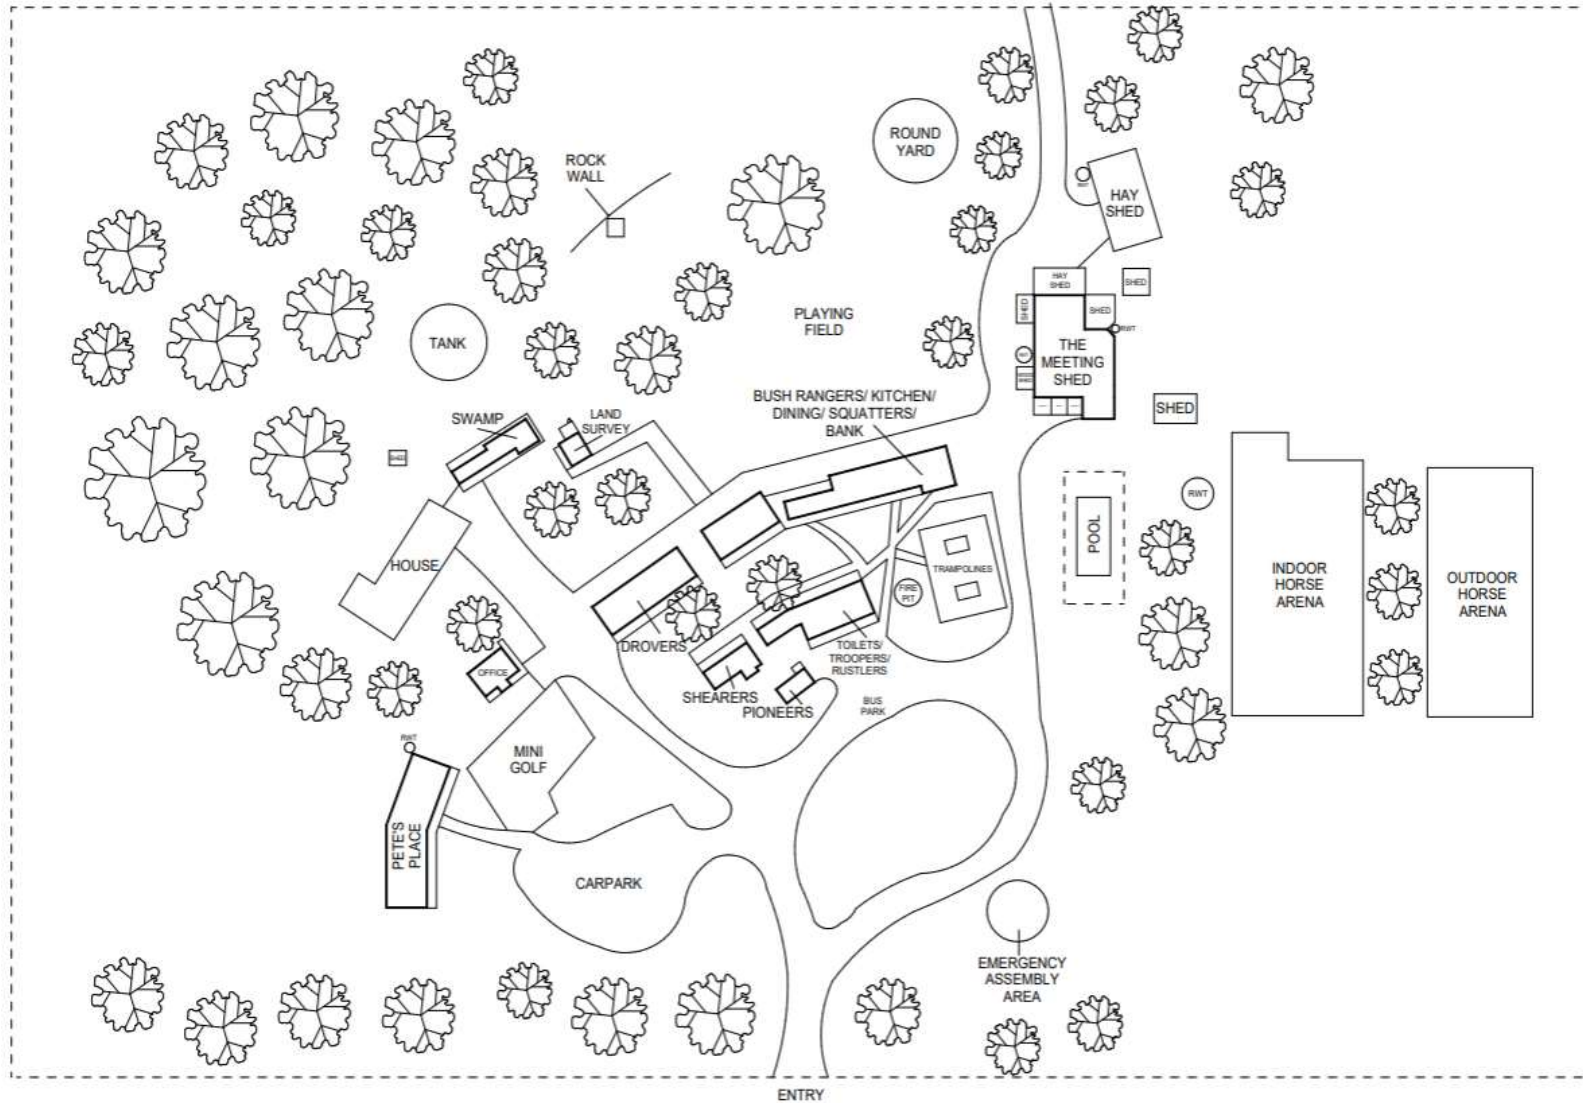 ROUND
YARD
ROCK
WALL
RWT
HAY
SHED
HAY
SHED
SHED
SHED
SHED
RWT
PLAYING
FIELD
TANK
THE
MEETING
SHED
BUSH RANGERS/ KITCHEN/
DINING/ SQUATTERS/
BANK
SHED
SWAMP
LAND
SURVEY
RWT
POOL
HOUSE
TRAMPOLINES
FIRE
PIT
INDOOR
HORSE
ARENA
OUTDOOR
HORSE
ARENA
DROVERS
TOILETS/
TROOPERS/
RUSTLERS
OFFICE
SHEARERS
PIONEERS
BUS
PARK
RWT
MINI
GOLF
PETE'S
PLACE
CARPARK
EMERGENCY
ASSEMBLY
AREA
ENTRY